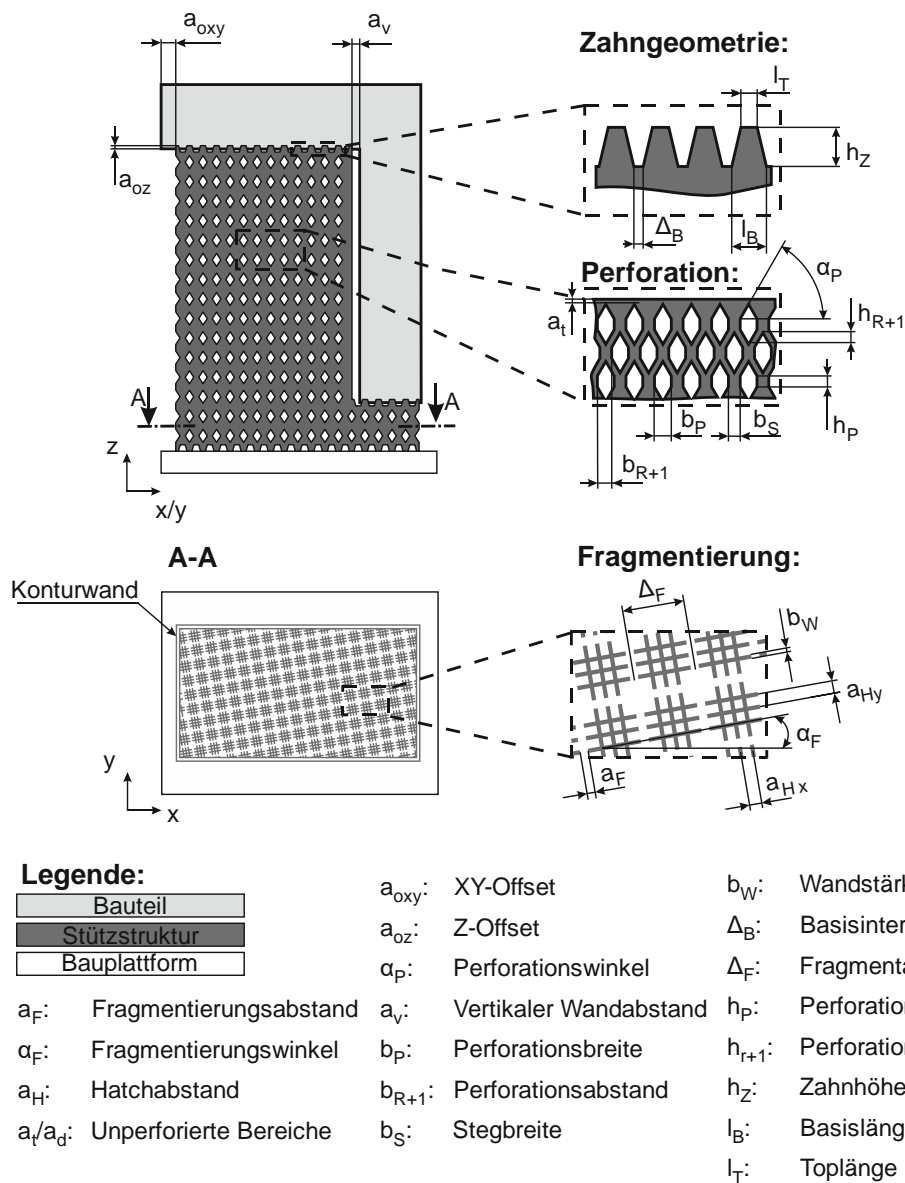 a_oxy
a_v
Zahngeometrie:
l_T
h_Z
a_oz
Δ_B
l_B
Perforation:
α_P
a_t
h_R+1
A
A
b_P
b_S
h_P
z
b_R+1
x/y
A-A
Fragmentierung:
Konturwand
Δ_F
b_W
a_Hy
α_F
y
a_F
a_Hx
x
Legende:
Bauteil
Stützstruktur
Bauplattform
a_F: Fragmentierungsabstand
α_F: Fragmentierungswinkel
a_H: Hatchabstand
a_t/a_d: Unperforierte Bereiche
a_oxy: XY-Offset
a_oz: Z-Offset
α_P: Perforationswinkel
a_v: Vertikaler Wandabstand
b_P: Perforationsbreite
b_R+1: Perforationsabstand
b_S: Stegbreite
b_W: Wandstärk
Δ_B: Basisinter
Δ_F: Fragmenta
h_P: Perforation
h_r+1: Perforation
h_Z: Zahnhöhe
l_B: Basisläng
l_T: Toplänge